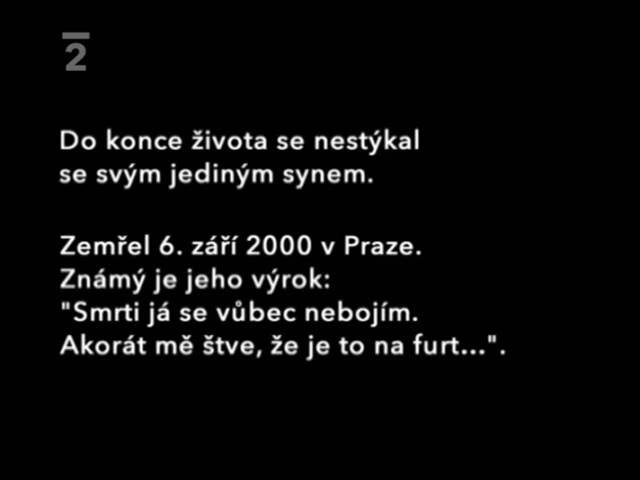 2
Do konce života se nestýkal
se svým jediným synem.
Zemřel 6. září 2000 v Praze.
Známý je jeho výrok:
"Smrti já se vůbec nebojím.
Akorát mě štve, že je to na furt...".